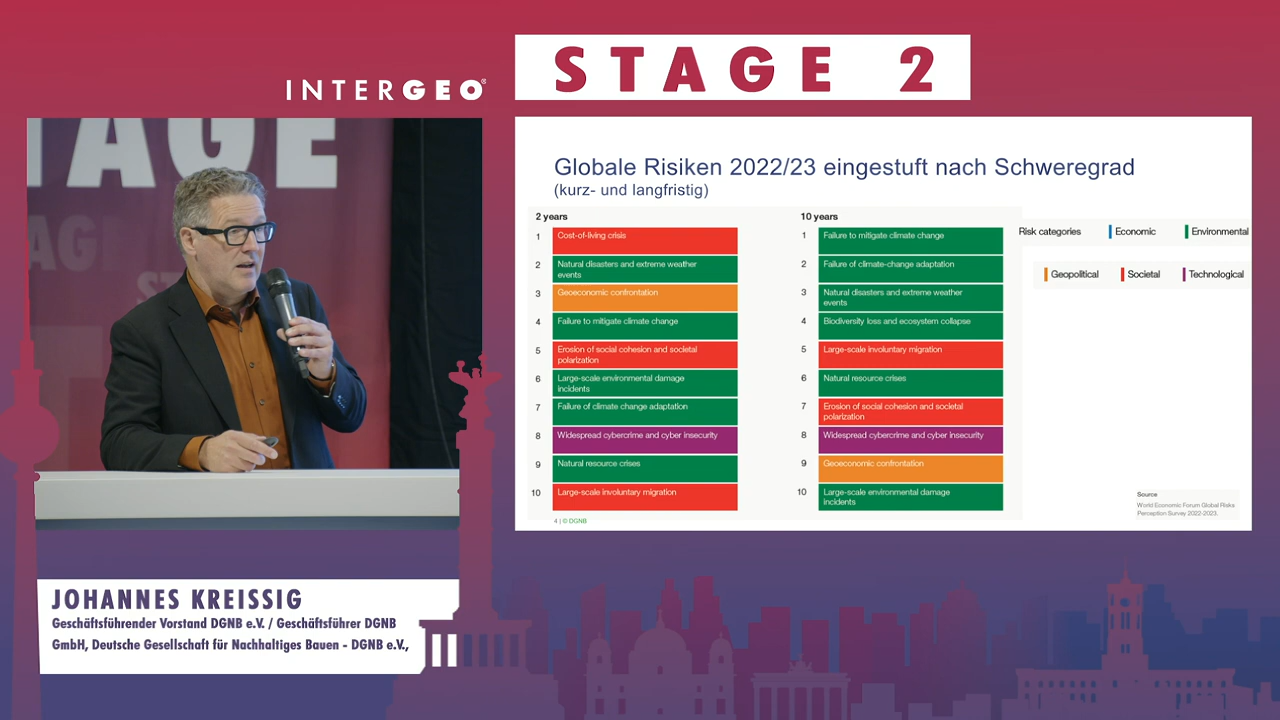 STAGE 2
INTERGEO®
TAGE
AG
Globale Risiken 2022/23 eingestuft nach Schweregrad
(kurz- und langfristig)
2 years
1 Cost-of-living crisis
2 Natural disasters and extreme weather
events
3 Geoeconomic confrontation
4 Failure to mitigate climate change
5 Erosion of social cohesion and societal
polarization
6 Large-scale environmental damage
incidents
7 Failure of climate change adaptation
8 Widespread cybercrime and cyber insecurity
9 Natural resource crises
10 Large-scale involuntary migration
10 years
1 Failure to mitigate climate change
2 Failure of climate-change adaptation
3 Natural disasters and extreme weather
events
4 Biodiversity loss and ecosystem collapse
5 Large-scale involuntary migration
6 Natural resource crises
7 Erosion of social cohesion and societal
polarization
8 Widespread cybercrime and cyber insecurity
9 Geoeconomic confrontation
10 Large-scale environmental damage
incidents
Risk categories Economic Environmental
Geopolitical Societal Technological
Source
World Economic Forum Global Risks
Perception Survey 2022-2023.
4 | © DGNB
JOHANNES KREISSIG
Geschäftsführender Vorstand DGNB e.V. / Geschäftsführer DGNB
GmbH, Deutsche Gesellschaft für Nachhaltiges Bauen - DGNB e.V.,